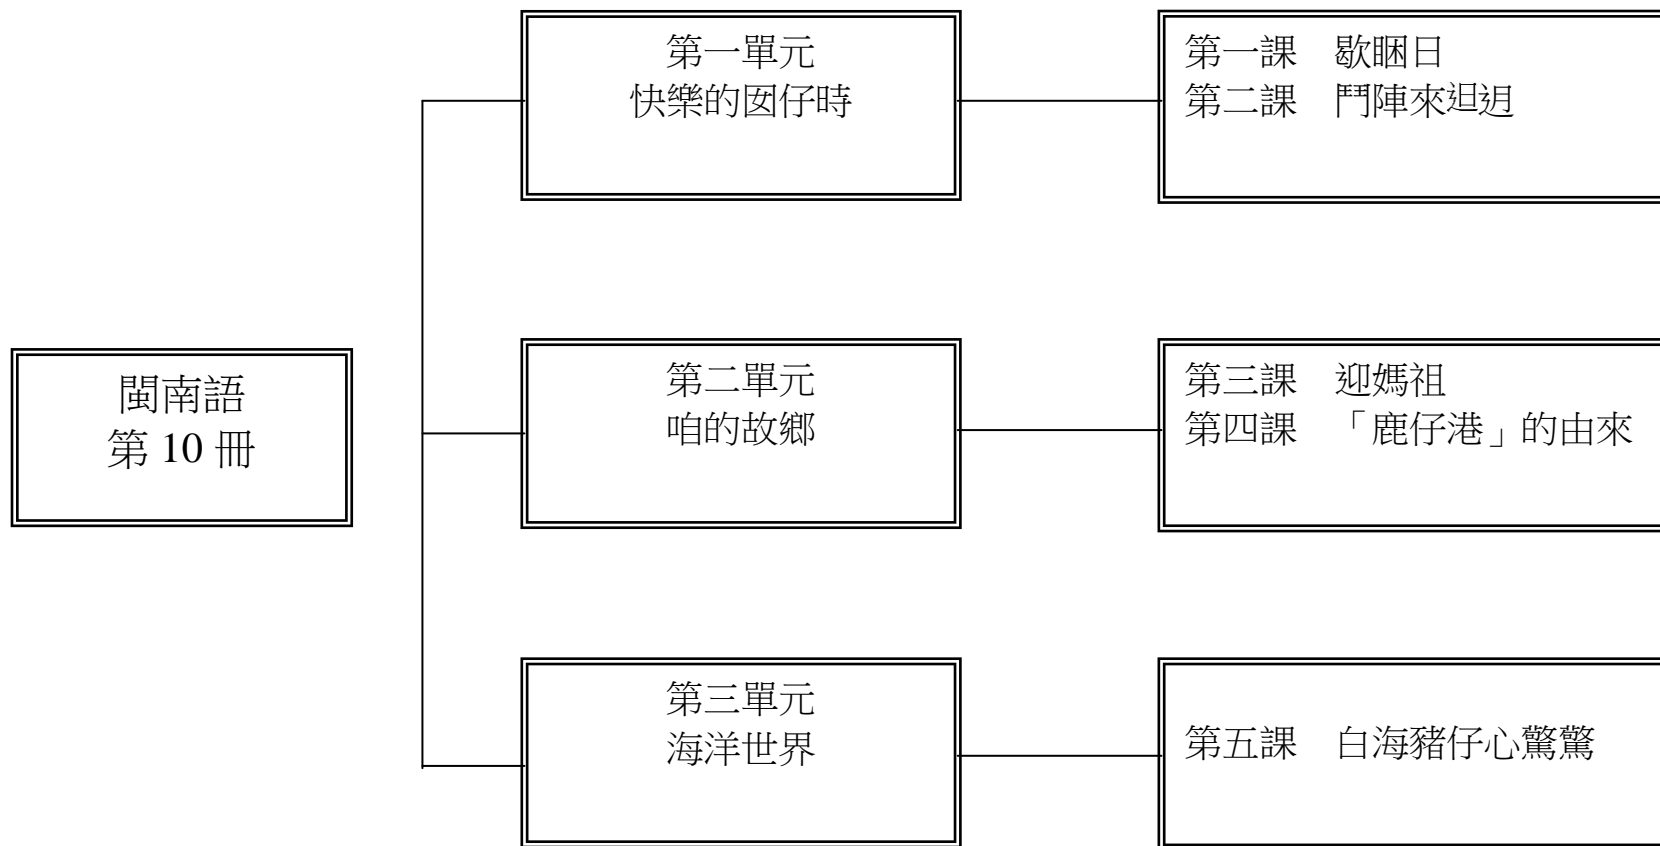 閩南語
第 10 冊
第一單元
快樂的囡仔時
第一課　歇睏日
第二課　鬥陣來𨑨迌
第二單元
咱的故鄉
第三課　迎媽祖
第四課　「鹿仔港」的由來
第三單元
海洋世界
第五課　白海豬仔心驚驚